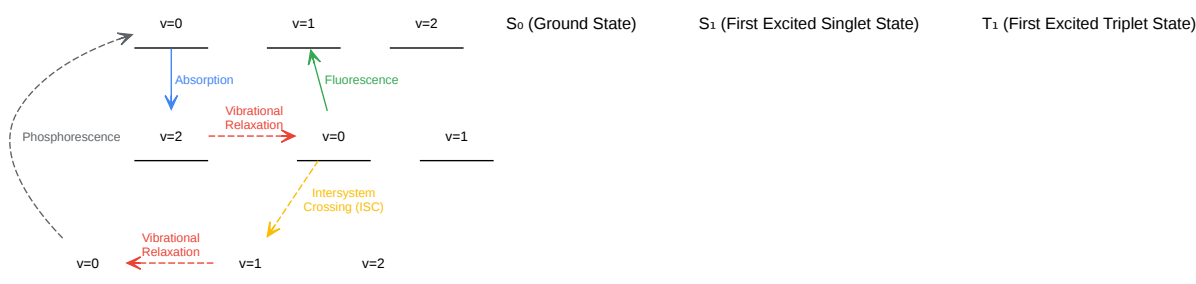 v=0 v=1 v=2 S₀ (Ground State) S₁ (First Excited Singlet State) T₁ (First Excited Triplet State)
Absorption Fluorescence
Vibrational
Relaxation
Phosphorescence v=2 v=0 v=1
Intersystem
Crossing (ISC)
Vibrational
Relaxation
v=0 v=1 v=2